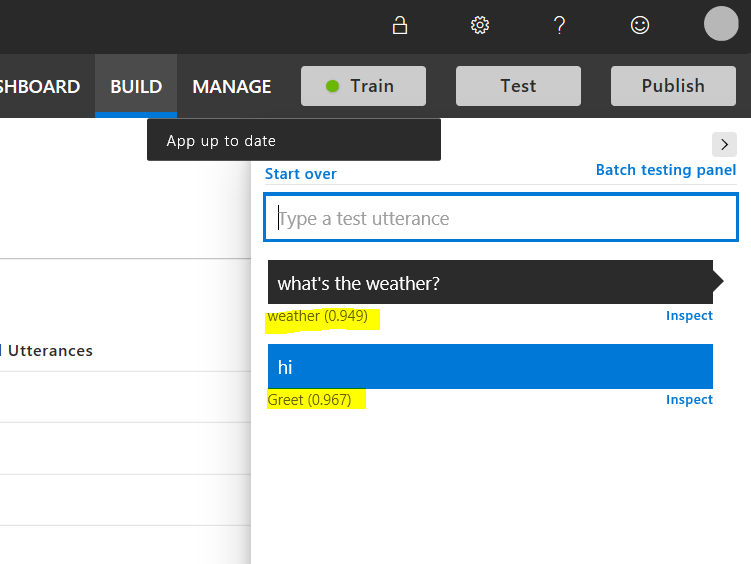 SHBOARD BUILD MANAGE Train Test Publish
App up to date
Start over Batch testing panel
Type a test utterance
what's the weather?
weather (0.949) Inspect
Utterances
hi
Greet (0.967) Inspect